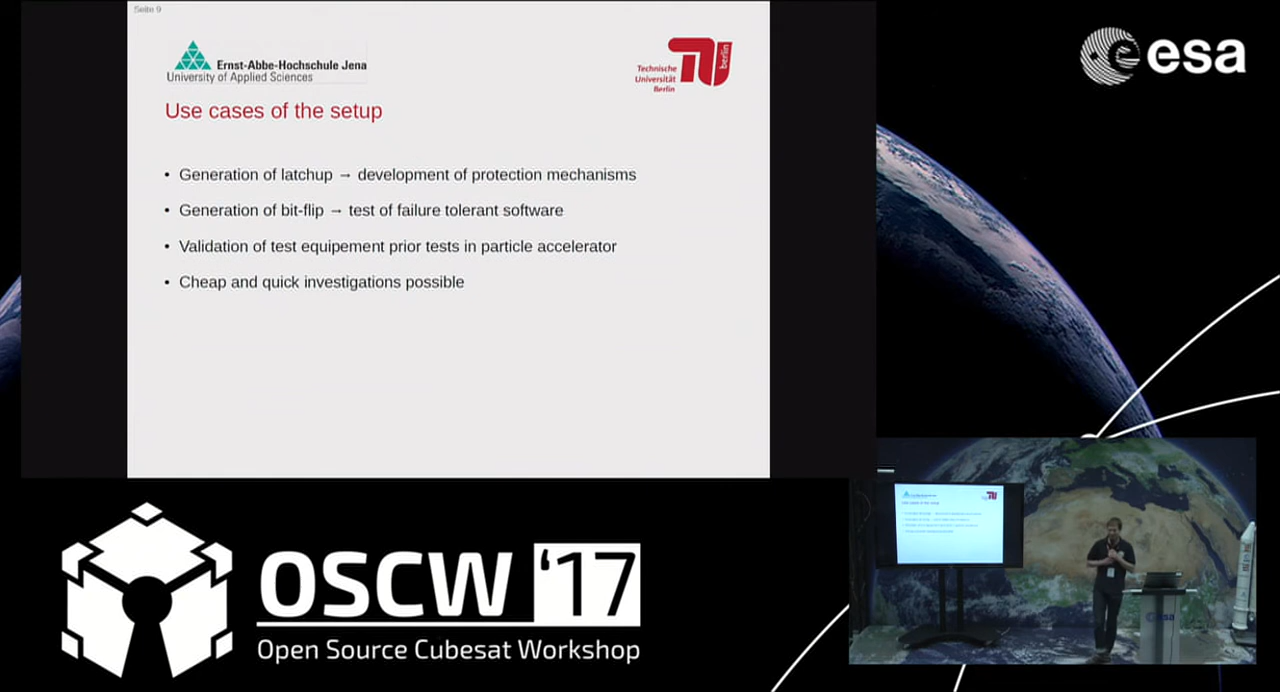 Seite 9
Ernst-Abbe-Hochschule Jena
University of Applied Sciences
Technische
Universität
Berlin
berlin
Use cases of the setup
• Generation of latchup → development of protection mechanisms
• Generation of bit-flip → test of failure tolerant software
• Validation of test equipement prior tests in particle accelerator
• Cheap and quick investigations possible
esa
OSCW '17
Open Source Cubesat Workshop
esa